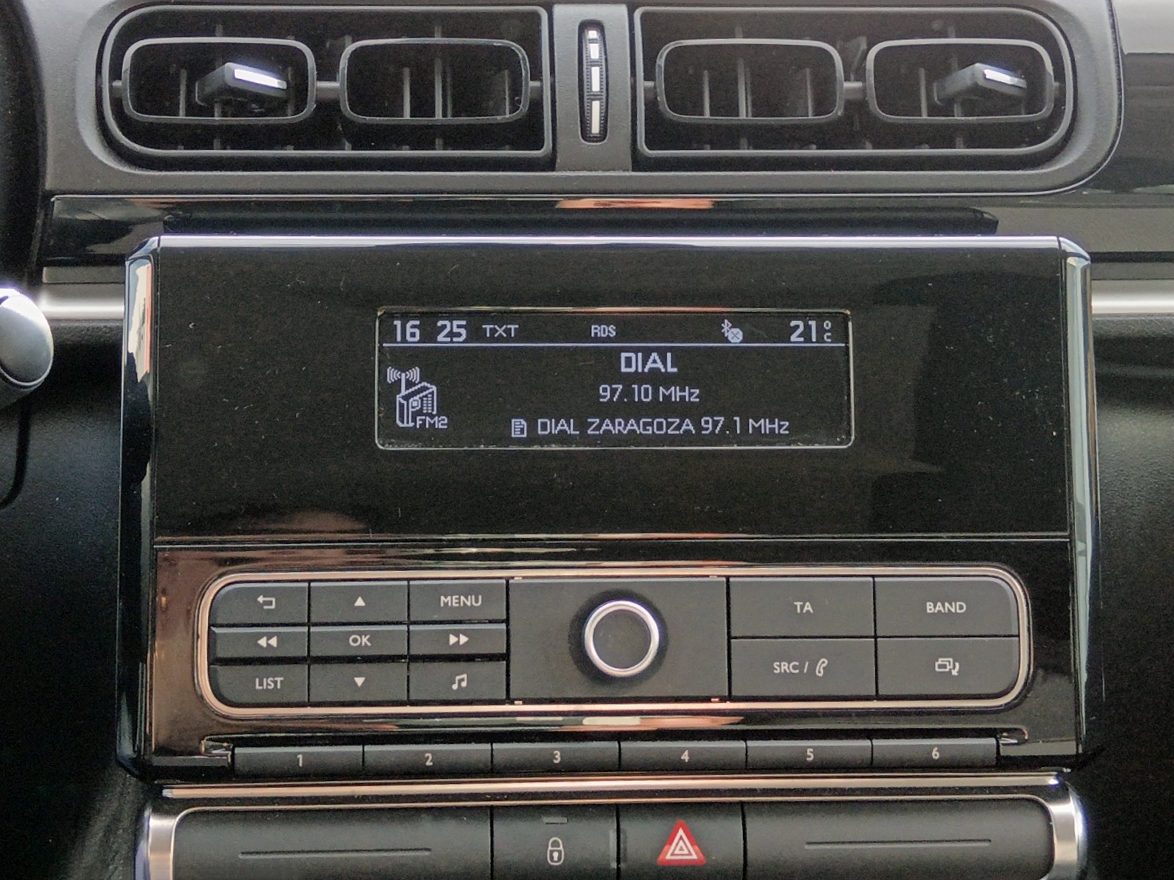 16 25 TXT RDS 21°C
DIAL
97.10 MHz
FM2
DIAL ZARAGOZA 97.1 MHz
MENU
TA
BAND
OK
LIST
SRC /
1 2 3 4 5 6